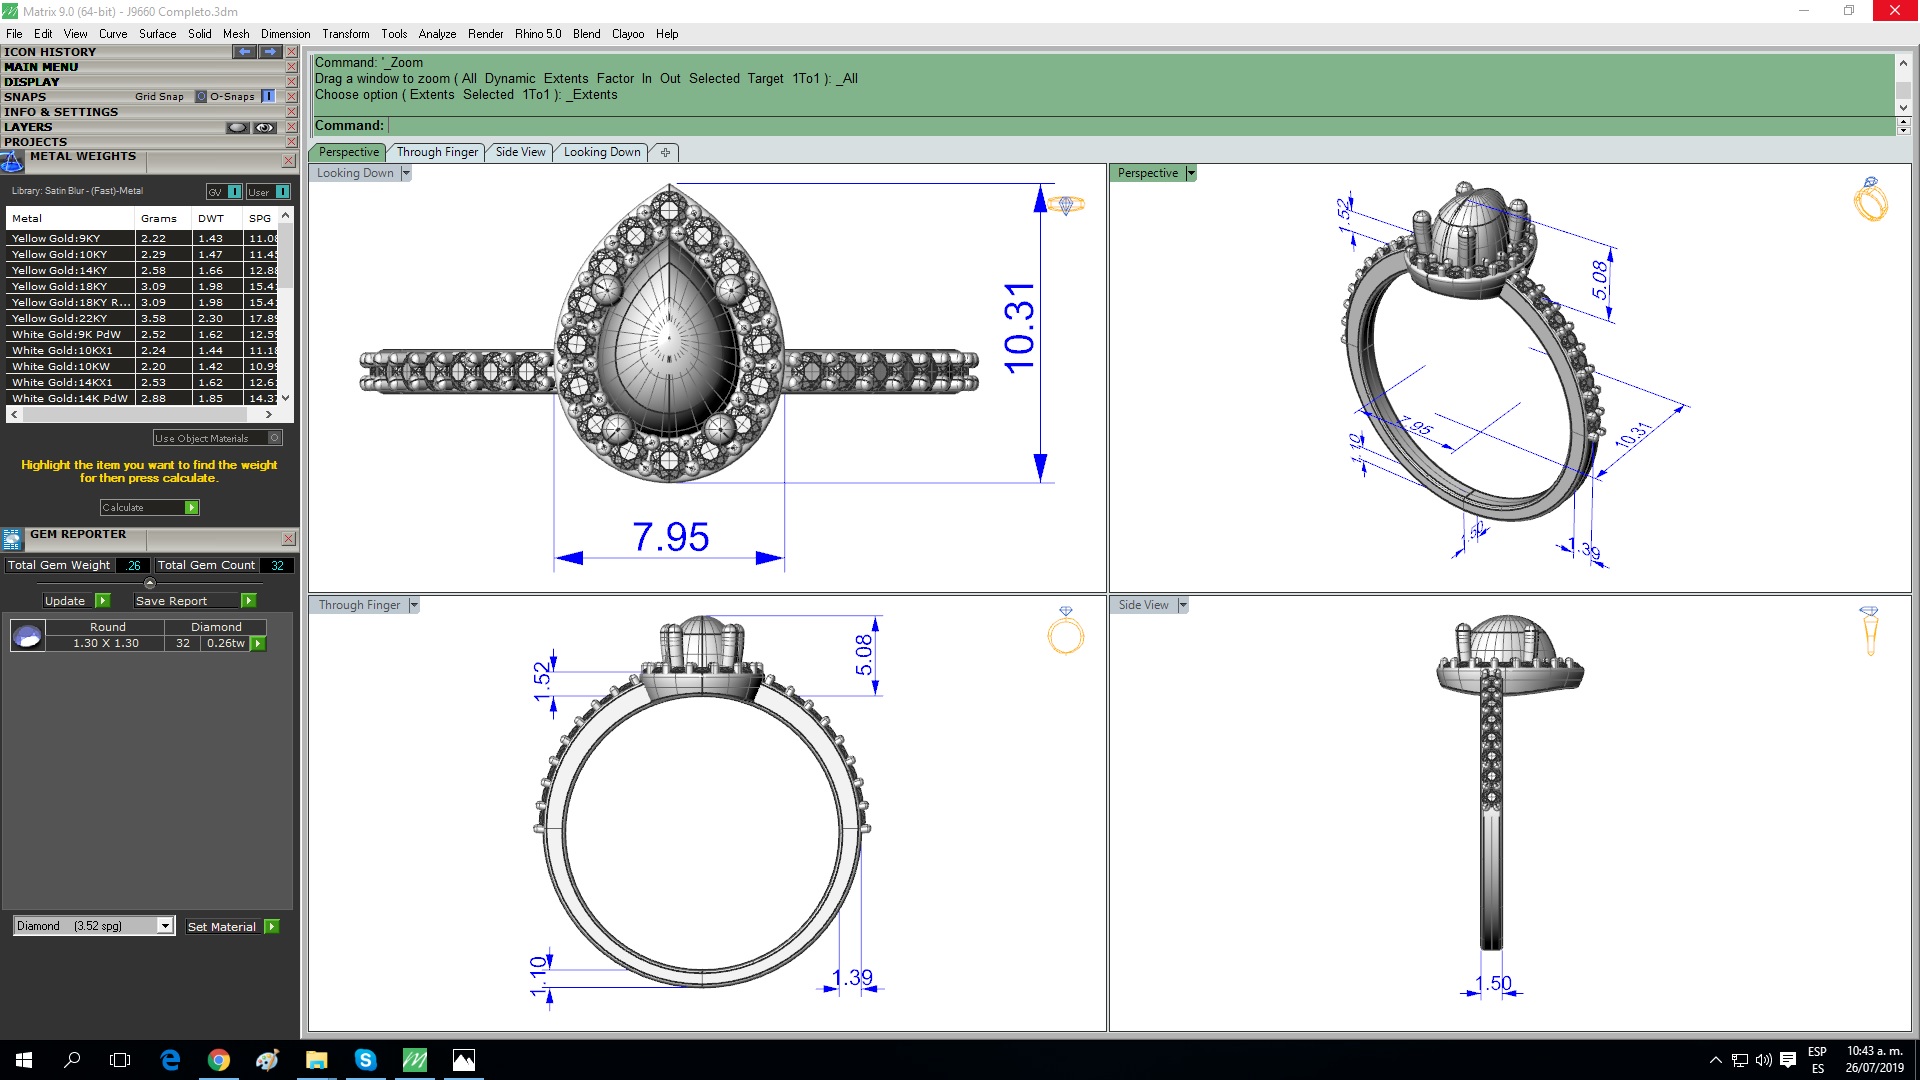 Matrix 9.0 (64-bit) - J9660 Completo.3dm
File Edit View Curve Surface Solid Mesh Dimension Transform Tools Analyze Render Rhino 5.0 Blend Clayoo Help
ICON HISTORY
MAIN MENU
DISPLAY
SNAPS Grid Snap O-Snaps
INFO & SETTINGS
LAYERS
PROJECTS
METAL WEIGHTS
Library: Satin Blur - (Fast)-Metal GV User
Metal Grams DWT SPG
Yellow Gold:9KY 2.22 1.43 11.08
Yellow Gold:10KY 2.29 1.47 11.45
Yellow Gold:14KY 2.58 1.66 12.88
Yellow Gold:18KY 3.09 1.98 15.41
Yellow Gold:18KY R... 3.09 1.98 15.41
Yellow Gold:22KY 3.58 2.30 17.89
White Gold:9K PdW 2.52 1.62 12.59
White Gold:10KX1 2.24 1.44 11.18
White Gold:10KW 2.20 1.42 10.99
White Gold:14KX1 2.53 1.62 12.61
White Gold:14K PdW 2.88 1.85 14.37
Use Object Materials
Highlight the item you want to find the weight
for then press calculate.
Calculate
GEM REPORTER
Total Gem Weight .26 Total Gem Count 32
Update Save Report
Round Diamond
1.30 X 1.30 32 0.26tw
Diamond (3.52 spg) Set Material
Command: '_Zoom
Drag a window to zoom ( All Dynamic Extents Factor In Out Selected Target 1To1 ): _All
Choose option ( Extents Selected 1To1 ): _Extents
Command:
Perspective Through Finger Side View Looking Down
Looking Down
10.31
7.95
Perspective
1.52
5.08
7.95
10.31
1.10
1.50
1.39
Through Finger
5.08
1.52
1.10
1.39
Side View
1.50
ESP
ES
10:43 a. m.
26/07/2019